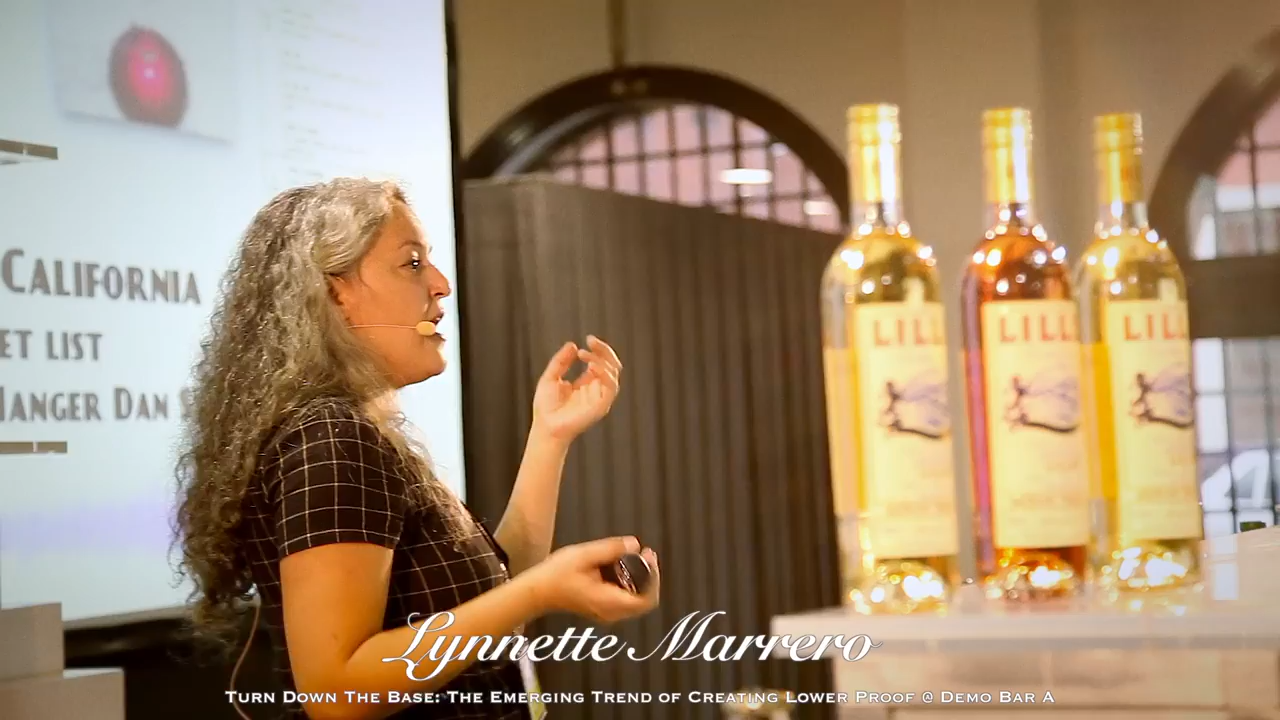 CALIFORNIA
ET LIST
ANGER DAN
LILL
LILL
LILL
Lynnette Marrero
TURN DOWN THE BASE: THE EMERGING TREND OF CREATING LOWER PROOF @ DEMO BAR A